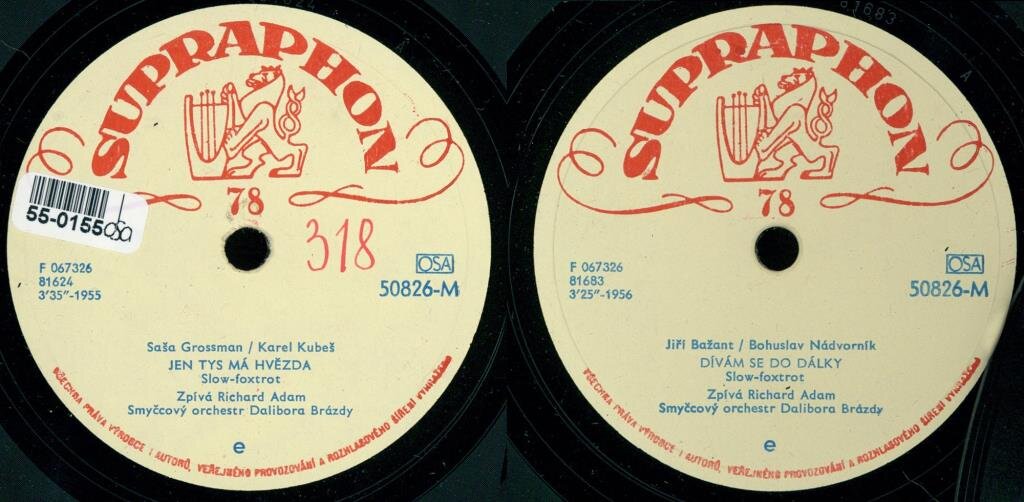 SUPRAPHON
78
318
55-0155 osa
OSA
F 067326
81624
3'35"-1955
50826-M
Saša Grossman / Karel Kubeš
JEN TYS MÁ HVĚZDA
Slow-foxtrot
Zpívá Richard Adam
Smyčcový orchestr Dalibora Brázdy
e
VŠECHNA PRÁVA VÝROBCE I AUTORŮ, VEŘEJNÉHO PROVOZOVÁNÍ A ROZHLASOVÉHO ŠÍŘENÍ VYHRAZENA
81683
A
SUPRAPHON
78
OSA
F 067326
81683
3'25"-1956
50826-M
Jiří Bažant / Bohuslav Nádvorník
DÍVÁM SE DO DÁLKY
Slow-foxtrot
Zpívá Richard Adam
Smyčcový orchestr Dalibora Brázdy
e
VŠECHNA PRÁVA VÝROBCE I AUTORŮ, VEŘEJNÉHO PROVOZOVÁNÍ A ROZHLASOVÉHO ŠÍŘENÍ VYHRAZENA